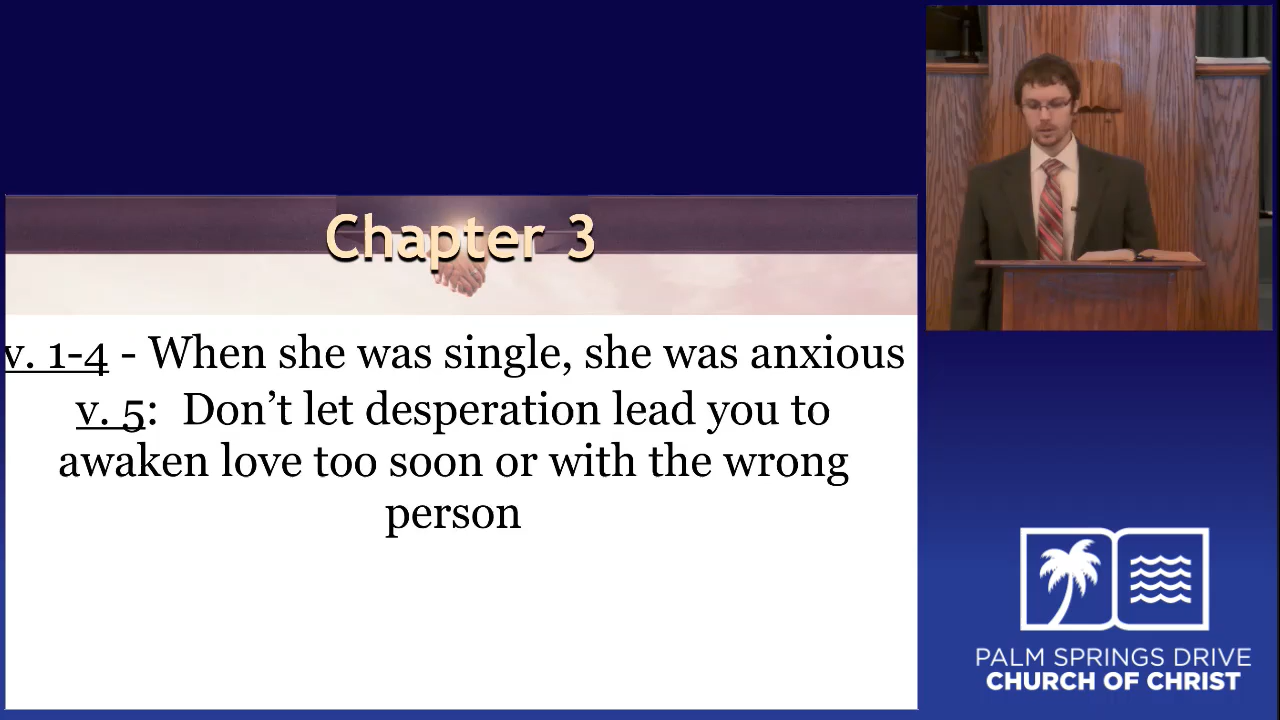 Chapter 3
v. 1-4 - When she was single, she was anxious
v. 5:  Don’t let desperation lead you to
awaken love too soon or with the wrong
person
PALM SPRINGS DRIVE
CHURCH OF CHRIST